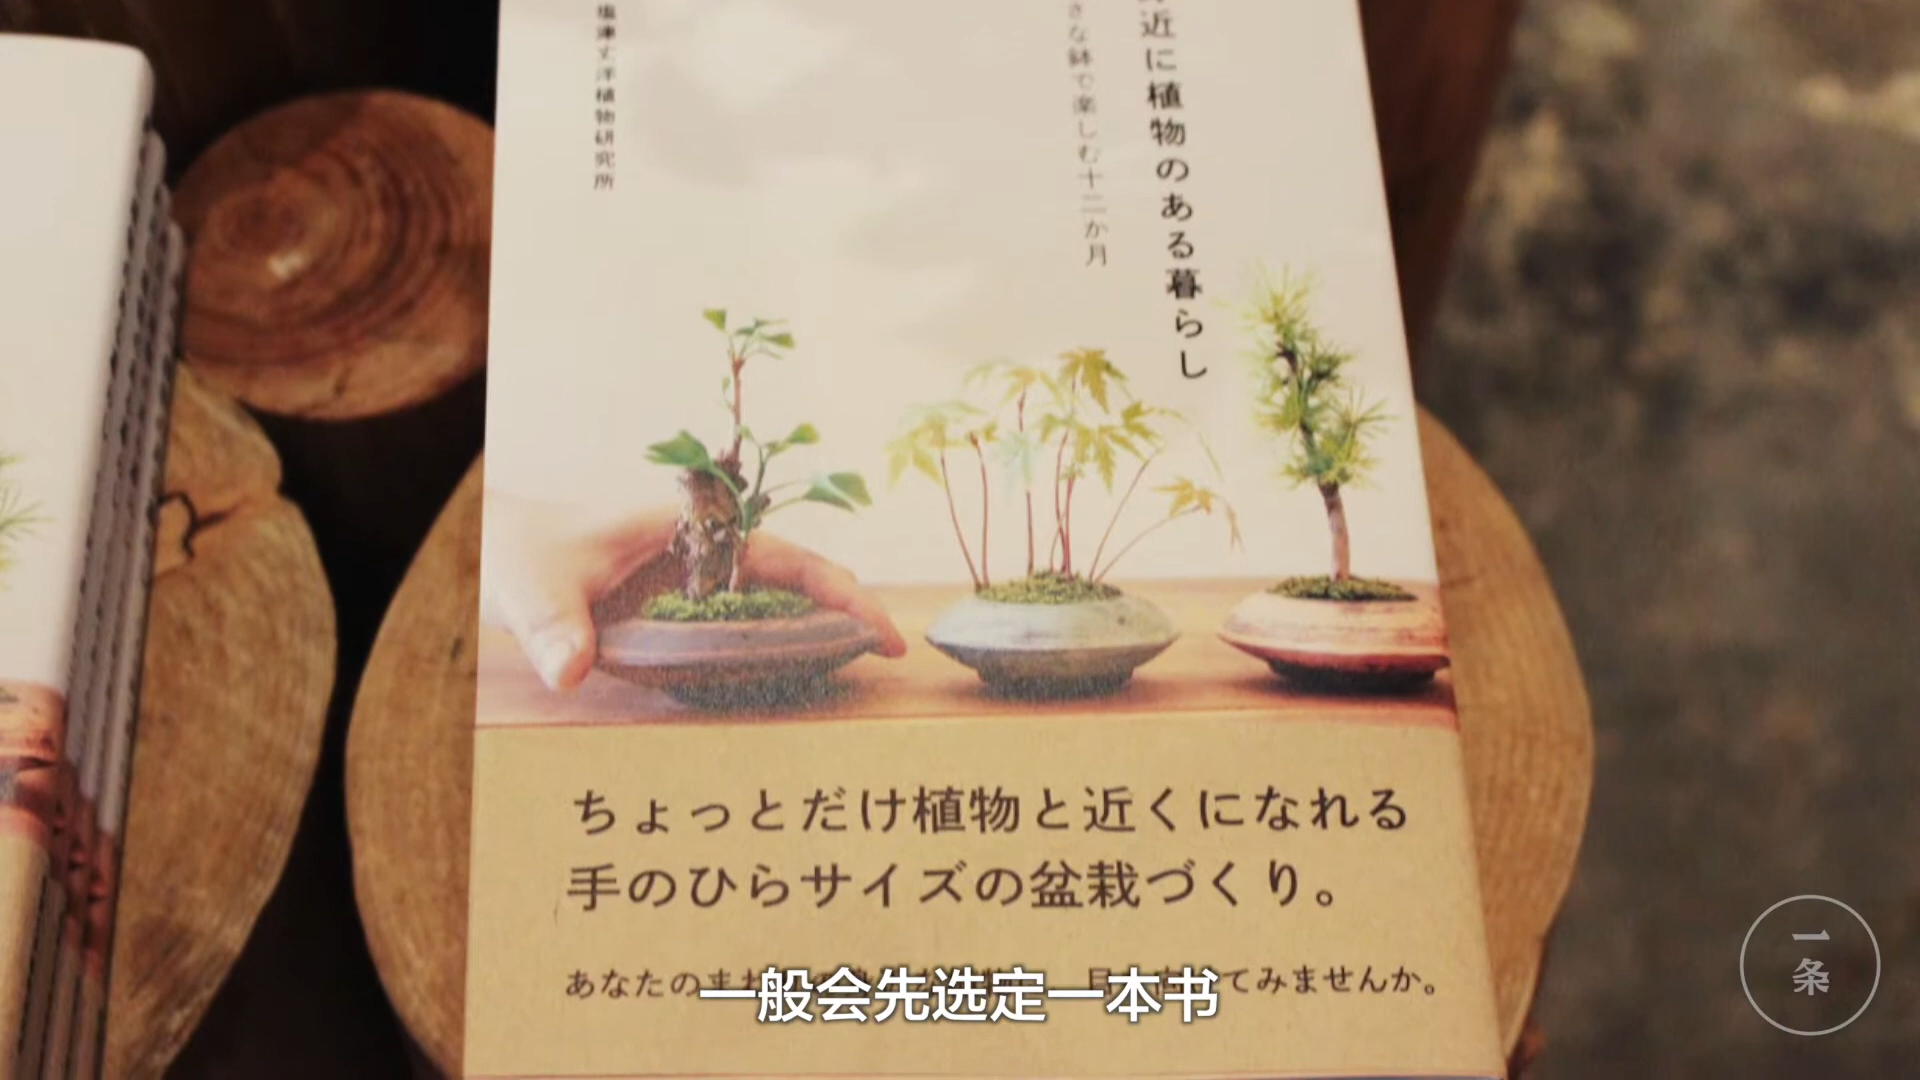 近に植物のある暮らし
さな鉢で楽しむ十二か月
塩津丈洋植物研究所
ちょっとだけ植物と近くになれる
手のひらサイズの盆栽づくり。
あなたのま てみませんか。
一般会先选定一本书
一条